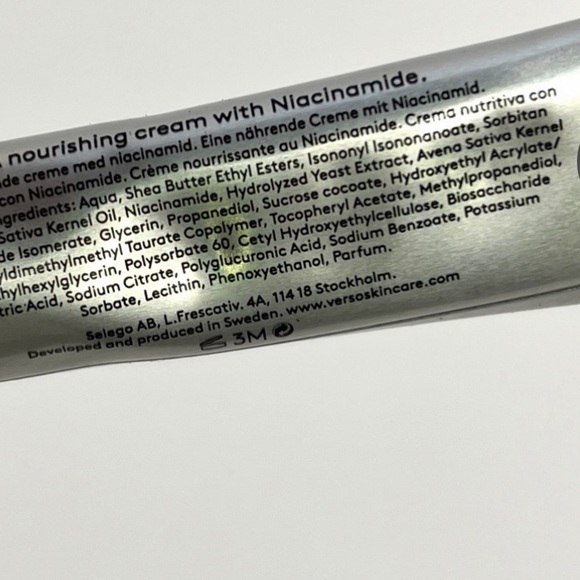 nourishing cream with Niacinamide.
de creme med niacinamid. Eine nährende Creme mit Niacinamid.
con Niacinamide. Crème nourrissante au Niacinamide. Crema nutritiva con
ngredients: Aqua, Shea Butter Ethyl Esters, Isononyl Isononanoate, Sorbitan
Sativa Kernel Oil, Niacinamide, Hydrolyzed Yeast Extract, Avena Sativa Kernel
de Isomerate, Glycerin, Propanediol, Sucrose cocoate, Hydroxyethyl Acrylate/
yldimethylmethyl Taurate Copolymer, Tocopheryl Acetate, Methylpropanediol,
hylhexylglycerin, Polysorbate 60, Cetyl Hydroxyethylcellulose, Biosaccharide
tric Acid, Sodium Citrate, Polyglucuronic Acid, Sodium Benzoate, Potassium
Sorbate, Lecithin, Phenoxyethanol, Parfum.
Selego AB, L.Frescativ. 4A, 114 18 Stockholm.
Developed and produced in Sweden. www.versoskincare.com
3M